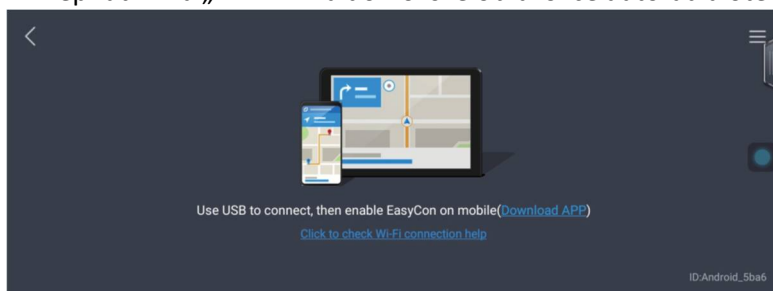 Use USB to connect, then enable EasyCon on mobile(Download APP)
Click to check Wi-Fi connection help
ID:Android_5ba6